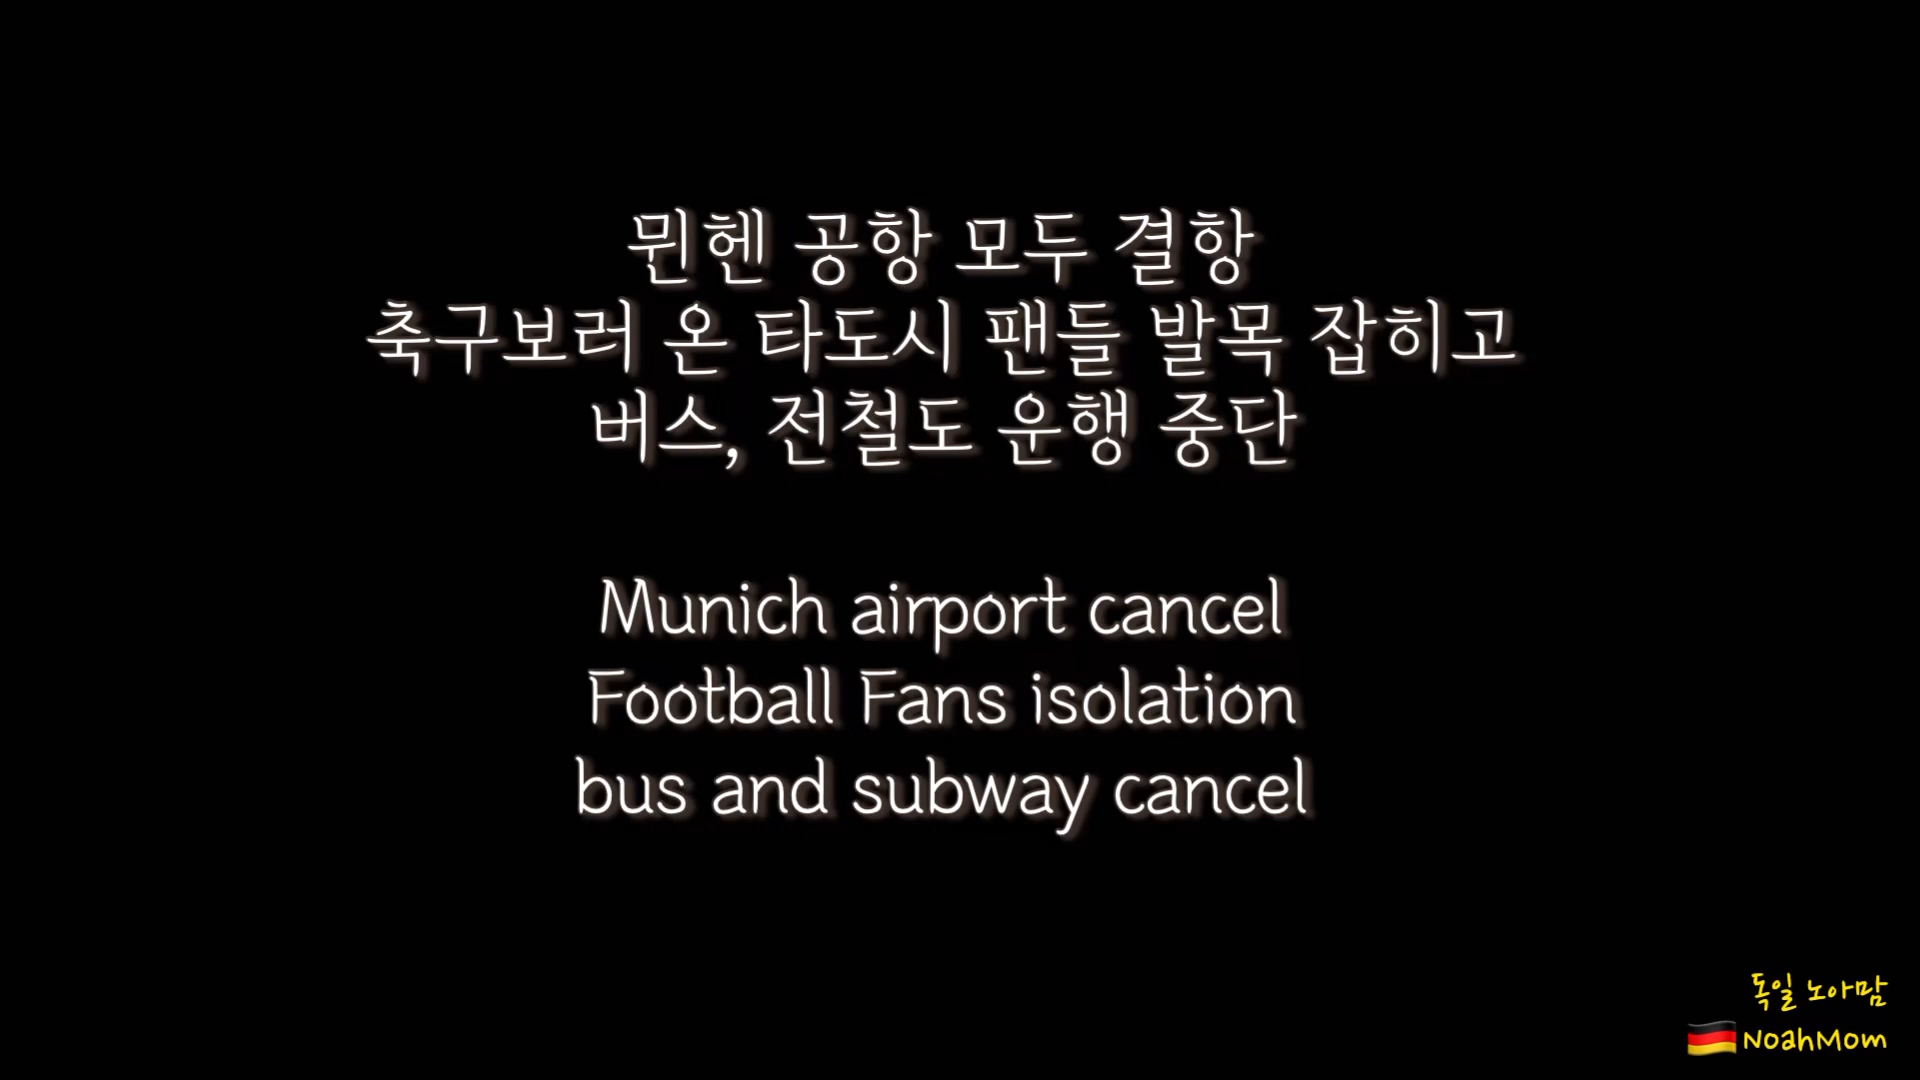 뮌헨 공항 모두 결항
축구보러 온 타도시 팬들 발목 잡히고
버스, 전철도 운행 중단
Munich airport cancel
Football Fans isolation
bus and subway cancel
독일 노아맘
NoahMom